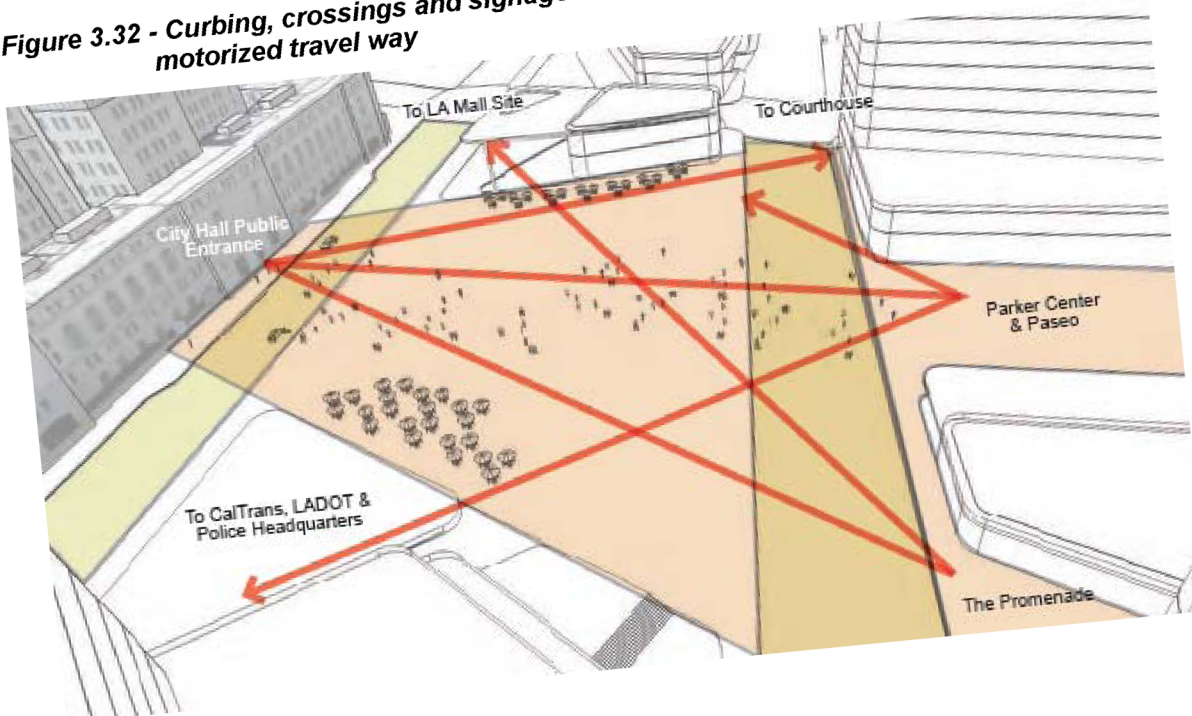 Figure 3.32 - Curbing, crossings and signage
motorized travel way
To LA Mall Site
To Courthouse
City Hall Public
Entrance
Parker Center
& Paseo
To CalTrans, LADOT &
Police Headquarters
The Promenade